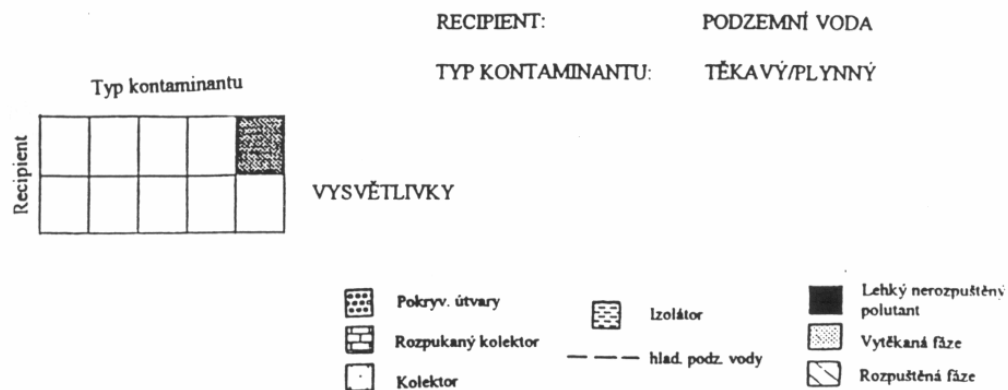 RECIPIENT: PODZEMNÍ VODA
TYP KONTAMINANTU: TĚKAVÝ/PLYNNÝ
Typ kontaminantu
Recipient
VYSVĚTLIVKY
Pokryv. útvary
Rozpukaný kolektor
Kolektor
Izolátor
hlad. podz. vody
Lehký nerozpuštěný
polutant
Vytěkaná fáze
Rozpuštěná fáze